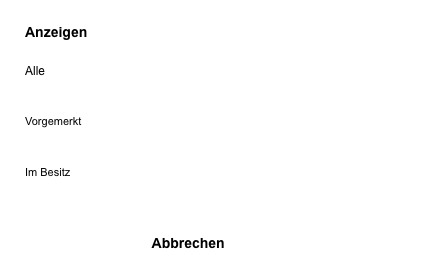 Anzeigen
Alle
Vorgemerkt
Im Besitz
Abbrechen